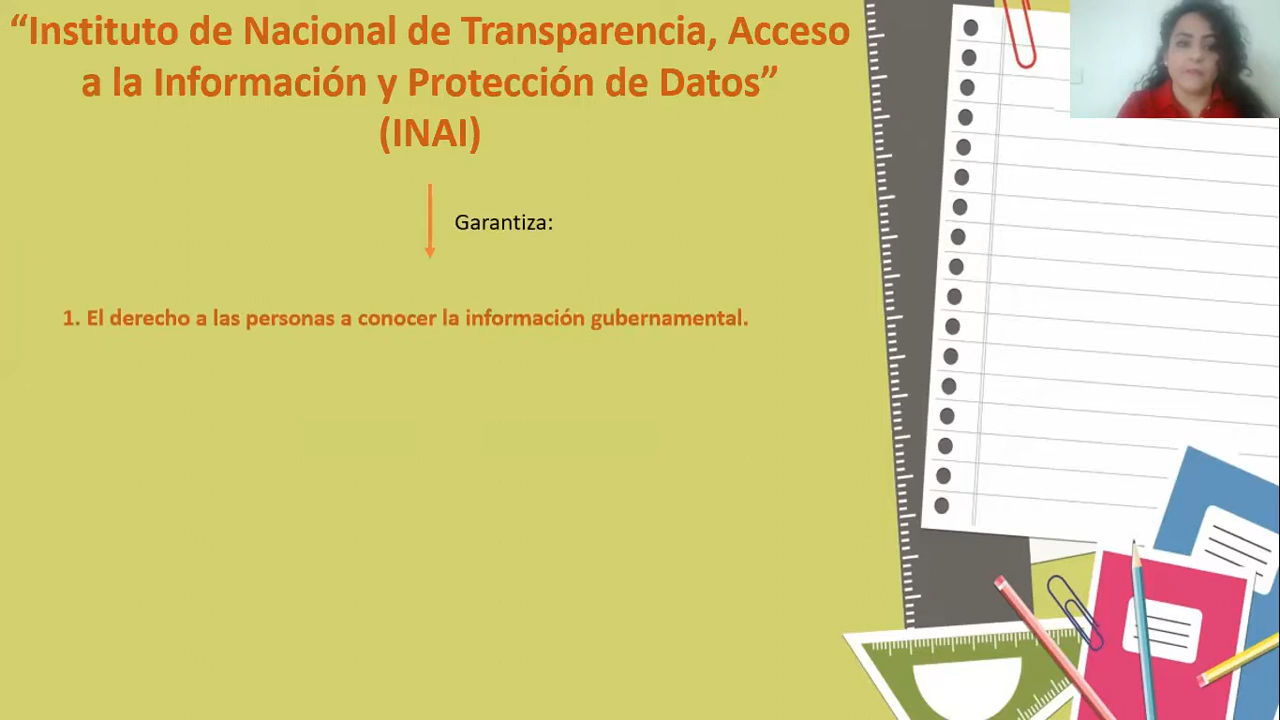 “Instituto de Nacional de Transparencia, Acceso
a la Información y Protección de Datos”
(INAI)
Garantiza:
1. El derecho a las personas a conocer la información gubernamental.